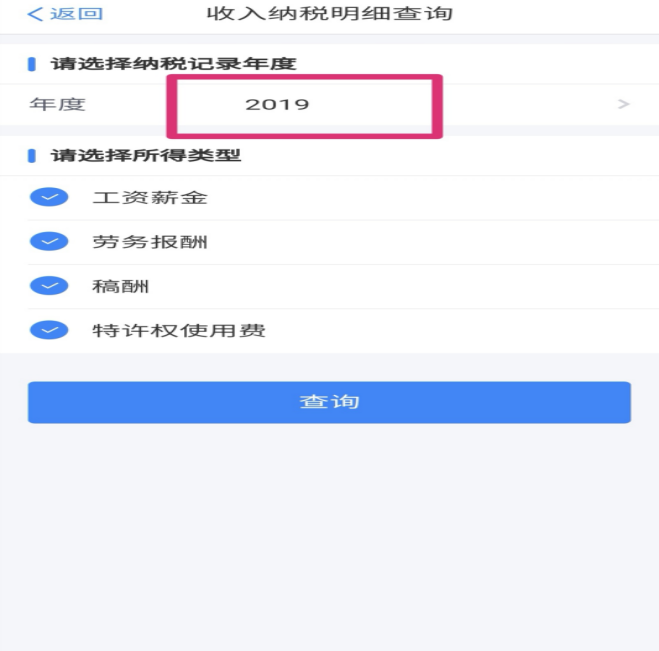 返回 收入纳税明细查询
请选择纳税记录年度
年度 2019
请选择所得类型
工资薪金
劳务报酬
稿酬
特许权使用费
查询